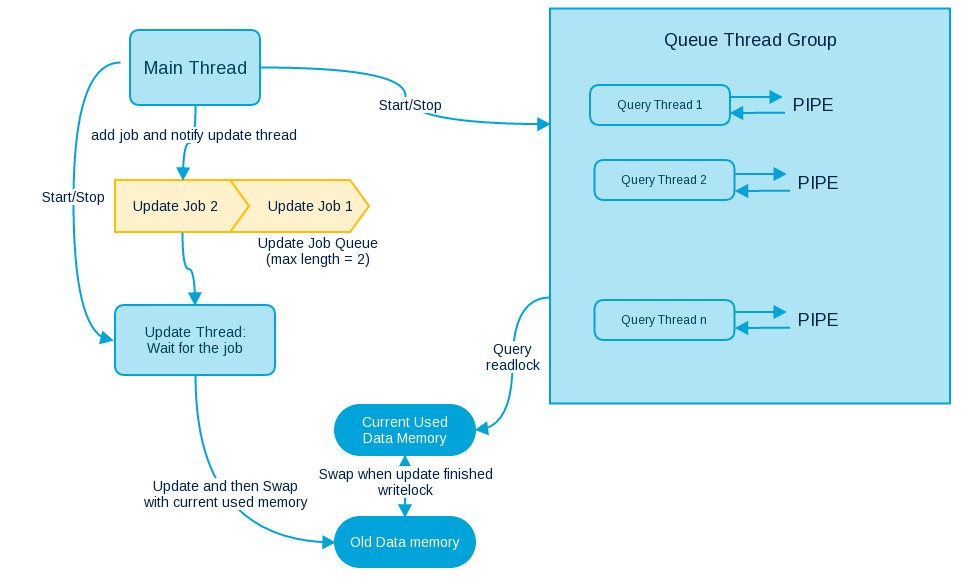 Queue Thread Group
Main Thread
Start/Stop
Query Thread 1
PIPE
add job and notify update thread
Query Thread 2
PIPE
Start/Stop
Update Job 2
Update Job 1
Update Job Queue
(max length = 2)
Query Thread n
PIPE
Update Thread:
Wait for the job
Query
readlock
Current Used
Data Memory
Swap when update finished
writelock
Update and then Swap
with current used memory
Old Data memory